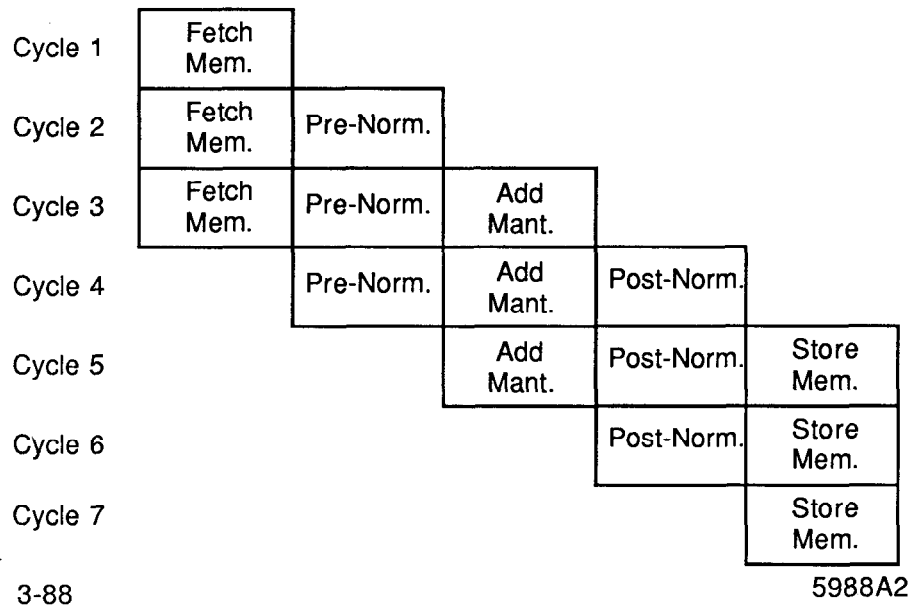 Cycle 1
Fetch
Mem.
Cycle 2
Fetch
Mem.
Pre-Norm.
Cycle 3
Fetch
Mem.
Pre-Norm.
Add
Mant.
Cycle 4
Pre-Norm.
Add
Mant.
Post-Norm.
Cycle 5
Add
Mant.
Post-Norm.
Store
Mem.
Cycle 6
Post-Norm.
Store
Mem.
Cycle 7
Store
Mem.
3-88
5988A2